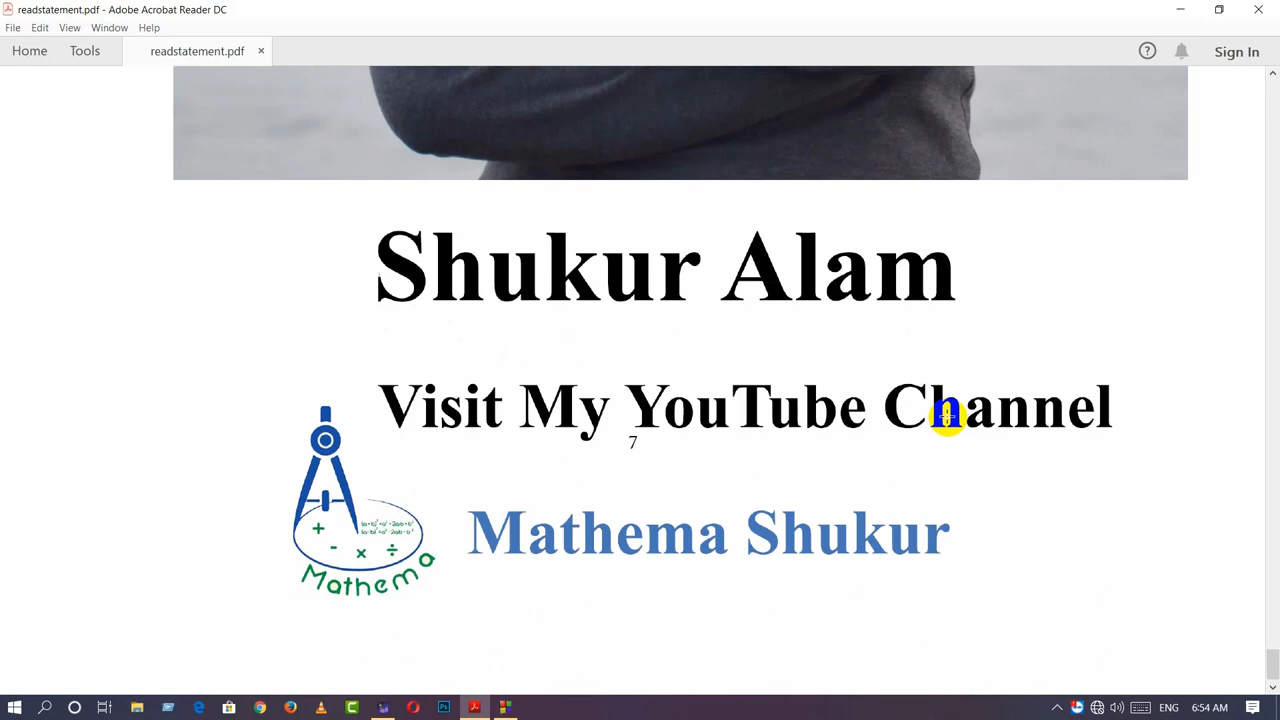 readstatement.pdf - Adobe Acrobat Reader DC
File Edit View Window Help
Home Tools readstatement.pdf × Sign In
Shukur Alam
Visit My YouTube Channel
7
Mathema Shukur
Mathema
ENG 6:54 AM